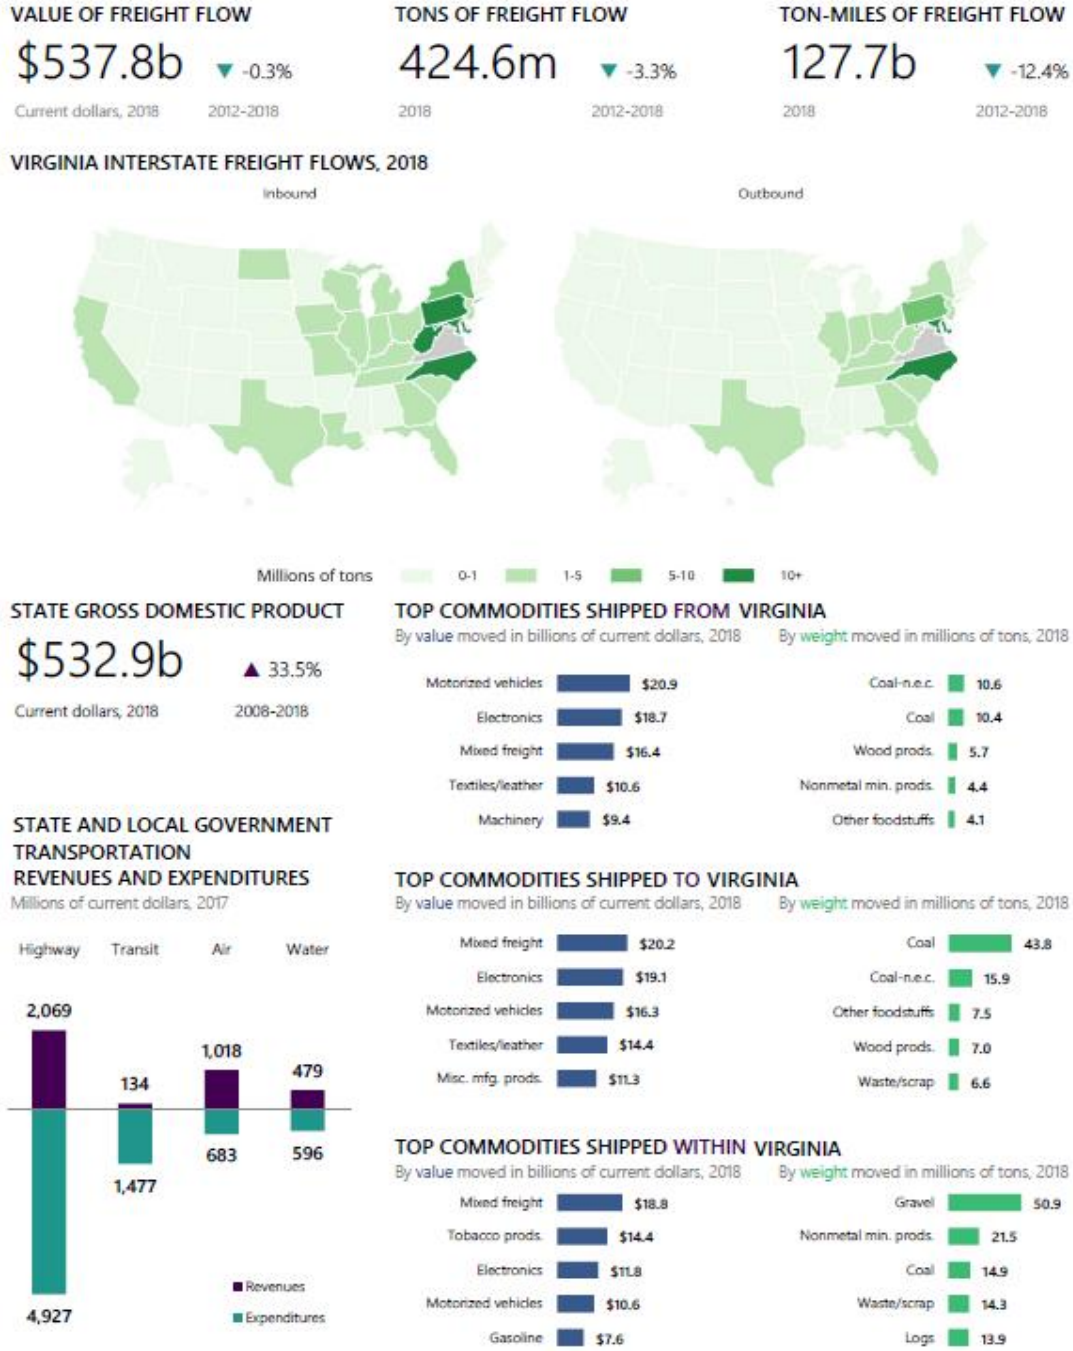 VALUE OF FREIGHT FLOW
$537.8b ▼ -0.3%
Current dollars, 2018 2012-2018
TONS OF FREIGHT FLOW
424.6m ▼ -3.3%
2018 2012-2018
TON-MILES OF FREIGHT FLOW
127.7b ▼ -12.4%
2018 2012-2018
VIRGINIA INTERSTATE FREIGHT FLOWS, 2018
Inbound
Outbound
Millions of tons 0-1 1-5 5-10 10+
STATE GROSS DOMESTIC PRODUCT
$532.9b ▲ 33.5%
Current dollars, 2018 2008-2018
STATE AND LOCAL GOVERNMENT
TRANSPORTATION
REVENUES AND EXPENDITURES
Millions of current dollars, 2017
Highway Transit Air Water
2,069
134
1,018
479
4,927
1,477
683
596
Revenues
Expenditures
TOP COMMODITIES SHIPPED FROM VIRGINIA
By value moved in billions of current dollars, 2018
Motorized vehicles $20.9
Electronics $18.7
Mixed freight $16.4
Textiles/leather $10.6
Machinery $9.4
By weight moved in millions of tons, 2018
Coal-n.e.c. 10.6
Coal 10.4
Wood prods. 5.7
Nonmetal min. prods. 4.4
Other foodstuffs 4.1
TOP COMMODITIES SHIPPED TO VIRGINIA
By value moved in billions of current dollars, 2018
Mixed freight $20.2
Electronics $19.1
Motorized vehicles $16.3
Textiles/leather $14.4
Misc. mfg. prods. $11.3
By weight moved in millions of tons, 2018
Coal 43.8
Coal-n.e.c. 15.9
Other foodstuffs 7.5
Wood prods. 7.0
Waste/scrap 6.6
TOP COMMODITIES SHIPPED WITHIN VIRGINIA
By value moved in billions of current dollars, 2018
Mixed freight $18.8
Tobacco prods. $14.4
Electronics $11.8
Motorized vehicles $10.6
Gasoline $7.6
By weight moved in millions of tons, 2018
Gravel 50.9
Nonmetal min. prods. 21.5
Coal 14.9
Waste/scrap 14.3
Logs 13.9